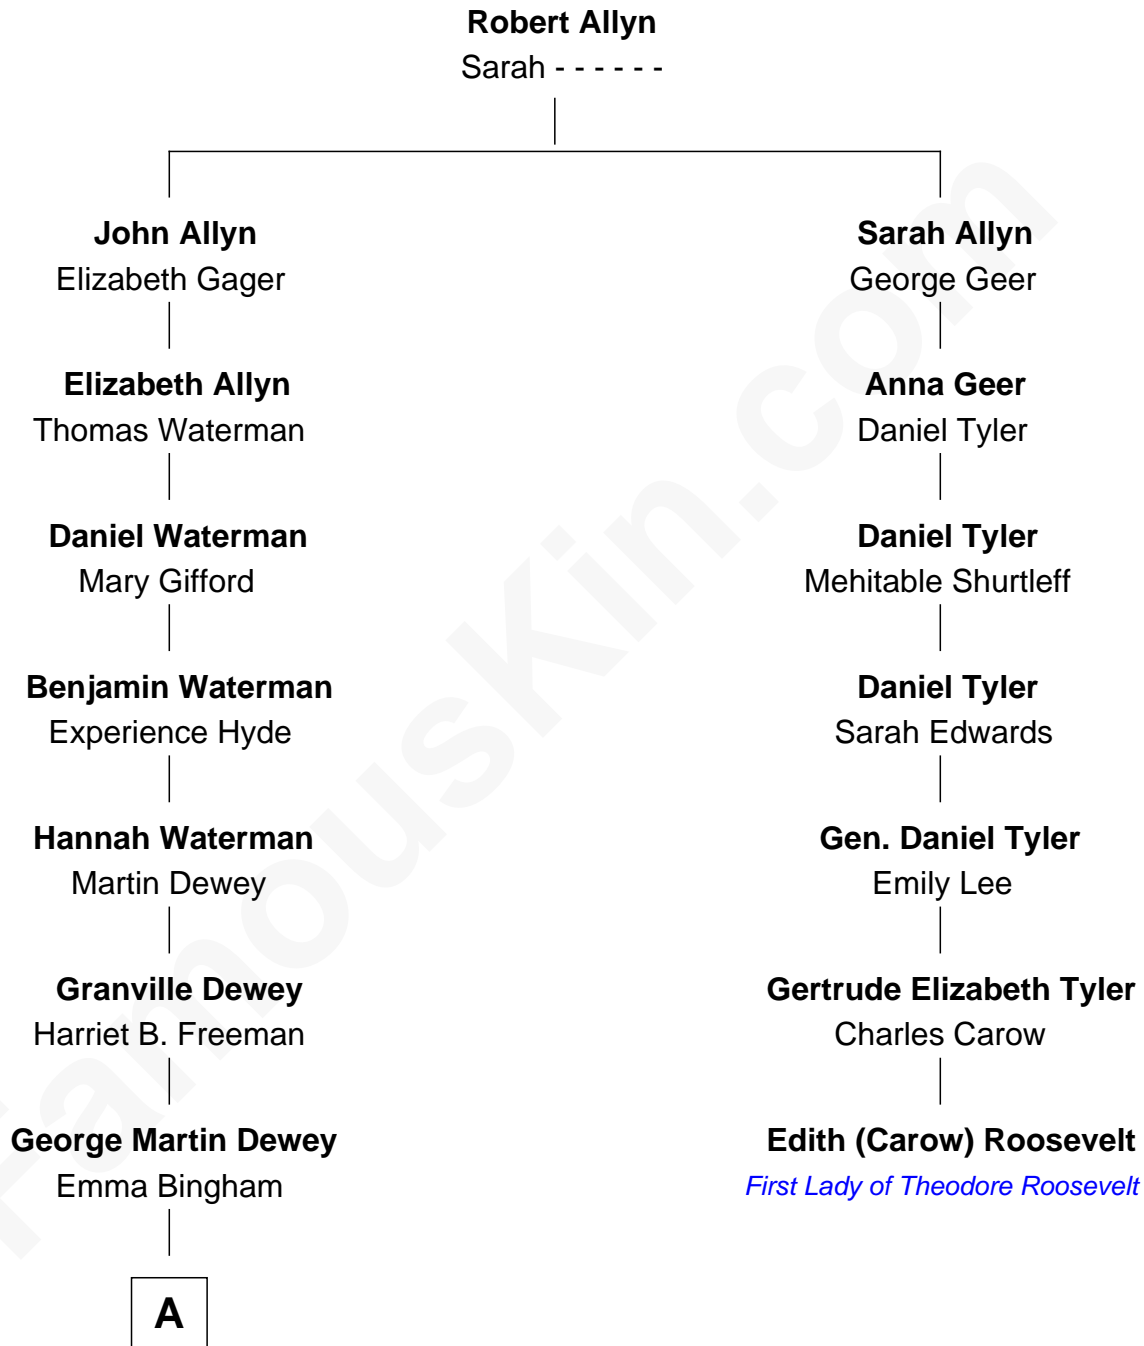 Robert Allyn
Sarah - - - - - -
John Allyn
Elizabeth Gager
Sarah Allyn
George Geer
Elizabeth Allyn
Thomas Waterman
Anna Geer
Daniel Tyler
Daniel Waterman
Mary Gifford
Daniel Tyler
Mehitable Shurtleff
Benjamin Waterman
Experience Hyde
Daniel Tyler
Sarah Edwards
Hannah Waterman
Martin Dewey
Gen. Daniel Tyler
Emily Lee
Granville Dewey
Harriet B. Freeman
Gertrude Elizabeth Tyler
Charles Carow
George Martin Dewey
Emma Bingham
Edith (Carow) Roosevelt
First Lady of Theodore Roosevelt
A
FamousKin.com